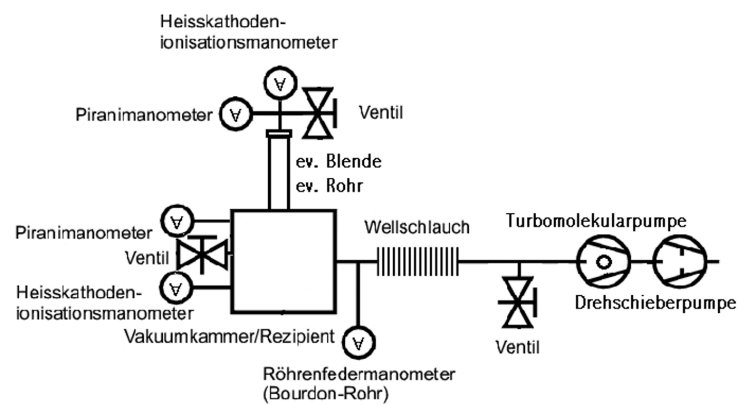 Heisskathoden-
ionisationsmanometer
Piranimanometer
Ventil
ev. Blende
ev. Rohr
Piranimanometer
Ventil
Heisskathoden-
ionisationsmanometer
Vakuumkammer/Rezipient
Wellschlauch
Turbomolekularpumpe
Drehschieberpumpe
Ventil
Röhrenfedermanometer
(Bourdon-Rohr)